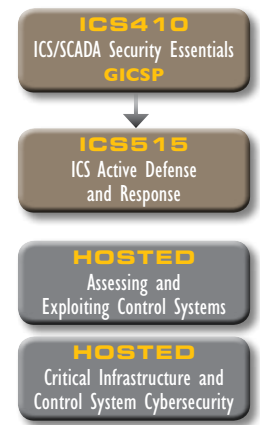 ICS410
ICS/SCADA Security Essentials
GICSP
ICS515
ICS Active Defense
and Response
HOSTED
Assessing and
Exploiting Control Systems
HOSTED
Critical Infrastructure and
Control System Cybersecurity